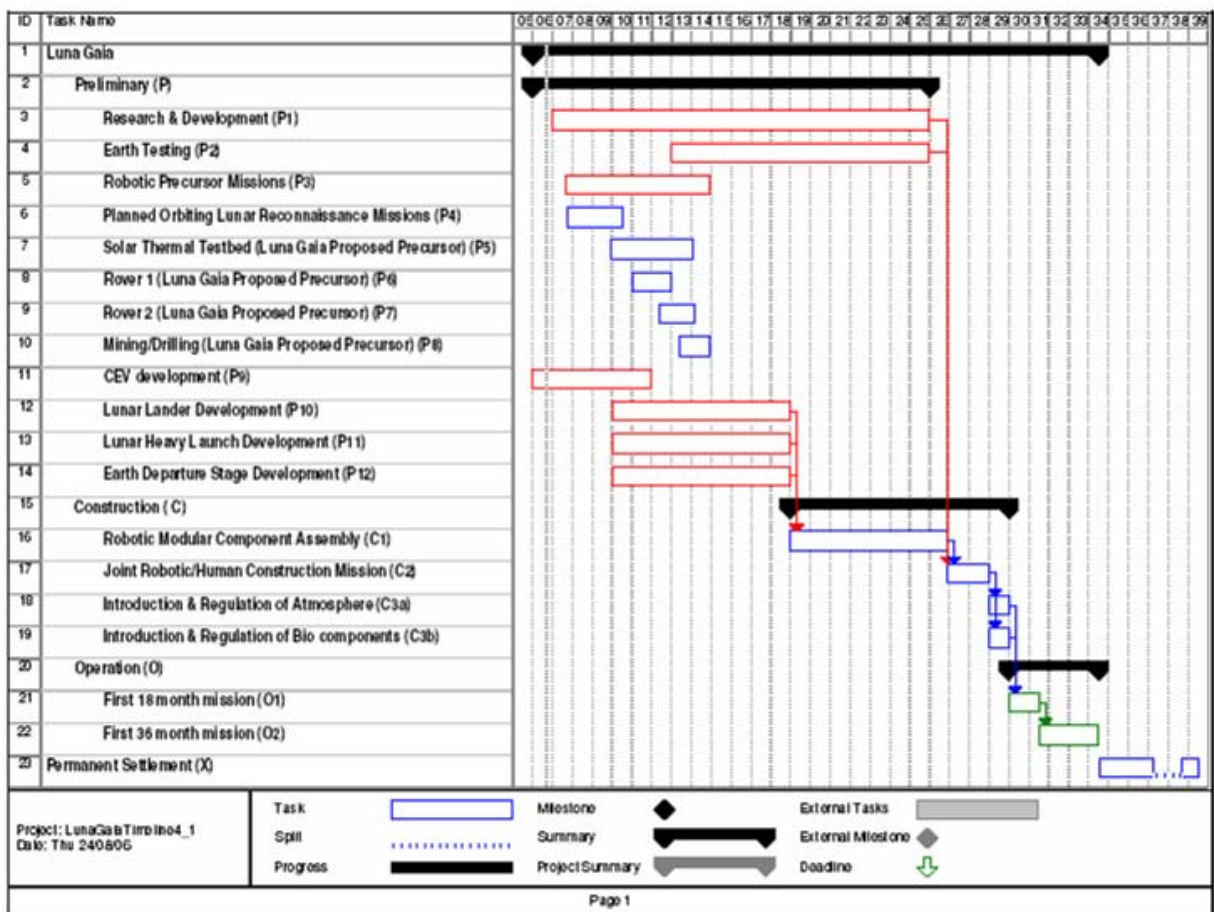 ID Task Name 05 06 07 08 09 10 11 12 13 14 15 16 17 18 19 20 21 22 23 24 25 26 27 28 29 30 31 32 33 34 35 36 37 38 39
1 Luna Gaia
2 Preliminary (P)
3 Research & Development (P1)
4 Earth Testing (P2)
5 Robotic Precursor Missions (P3)
6 Planned Orbiting Lunar Reconnaissance Missions (P4)
7 Solar Thermal Testbed (Luna Gaia Proposed Precursor) (P5)
8 Rover 1 (Luna Gaia Proposed Precursor) (P6)
9 Rover 2 (Luna Gaia Proposed Precursor) (P7)
10 Mining/Drilling (Luna Gaia Proposed Precursor) (P8)
11 CEV development (P9)
12 Lunar Lander Development (P10)
13 Lunar Heavy Launch Development (P11)
14 Earth Departure Stage Development (P12)
15 Construction ( C)
16 Robotic Modular Component Assembly (C1)
17 Joint Robotic/Human Construction Mission (C2)
18 Introduction & Regulation of Atmosphere (C3a)
19 Introduction & Regulation of Bio components (C3b)
20 Operation (O)
21 First 18 month mission (O1)
22 First 36 month mission (O2)
23 Permanent Settlement (X)
Project: LunaGaiaTimeline4_1
Date: Thu 24/08/06
Task Milestone External Tasks
Split Summary External Milestone
Progress Project Summary Deadline
Page 1